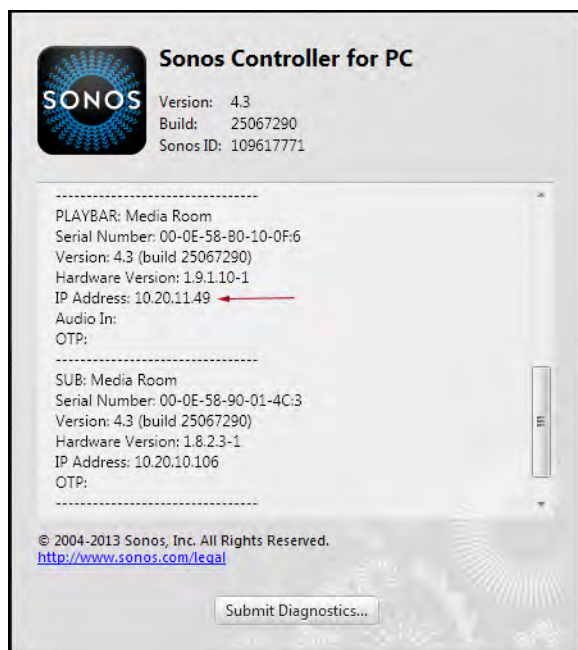 SONOS
Sonos Controller for PC
Version: 4.3
Build: 25067290
Sonos ID: 109617771
---------------------------------
PLAYBAR: Media Room
Serial Number: 00-0E-58-B0-10-0F:6
Version: 4.3 (build 25067290)
Hardware Version: 1.9.1.10-1
IP Address: 10.20.11.49
Audio In:
OTP:
---------------------------------
SUB: Media Room
Serial Number: 00-0E-58-90-01-4C:3
Version: 4.3 (build 25067290)
Hardware Version: 1.8.2.3-1
IP Address: 10.20.10.106
OTP:
---------------------------------
© 2004-2013 Sonos, Inc. All Rights Reserved.
http://www.sonos.com/legal
Submit Diagnostics...